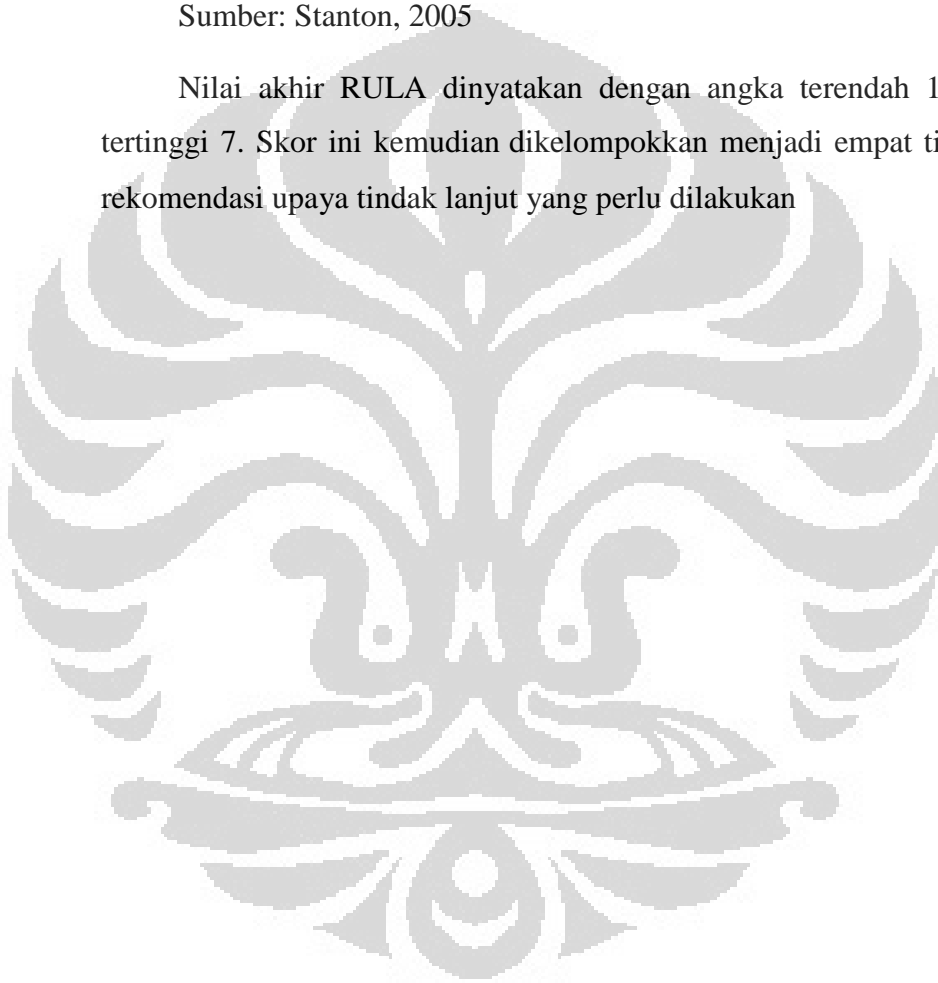 Sumber: Stanton, 2005
Nilai akhir RULA dinyatakan dengan angka terendah 1
tertinggi 7. Skor ini kemudian dikelompokkan menjadi empat ti
rekomendasi upaya tindak lanjut yang perlu dilakukan